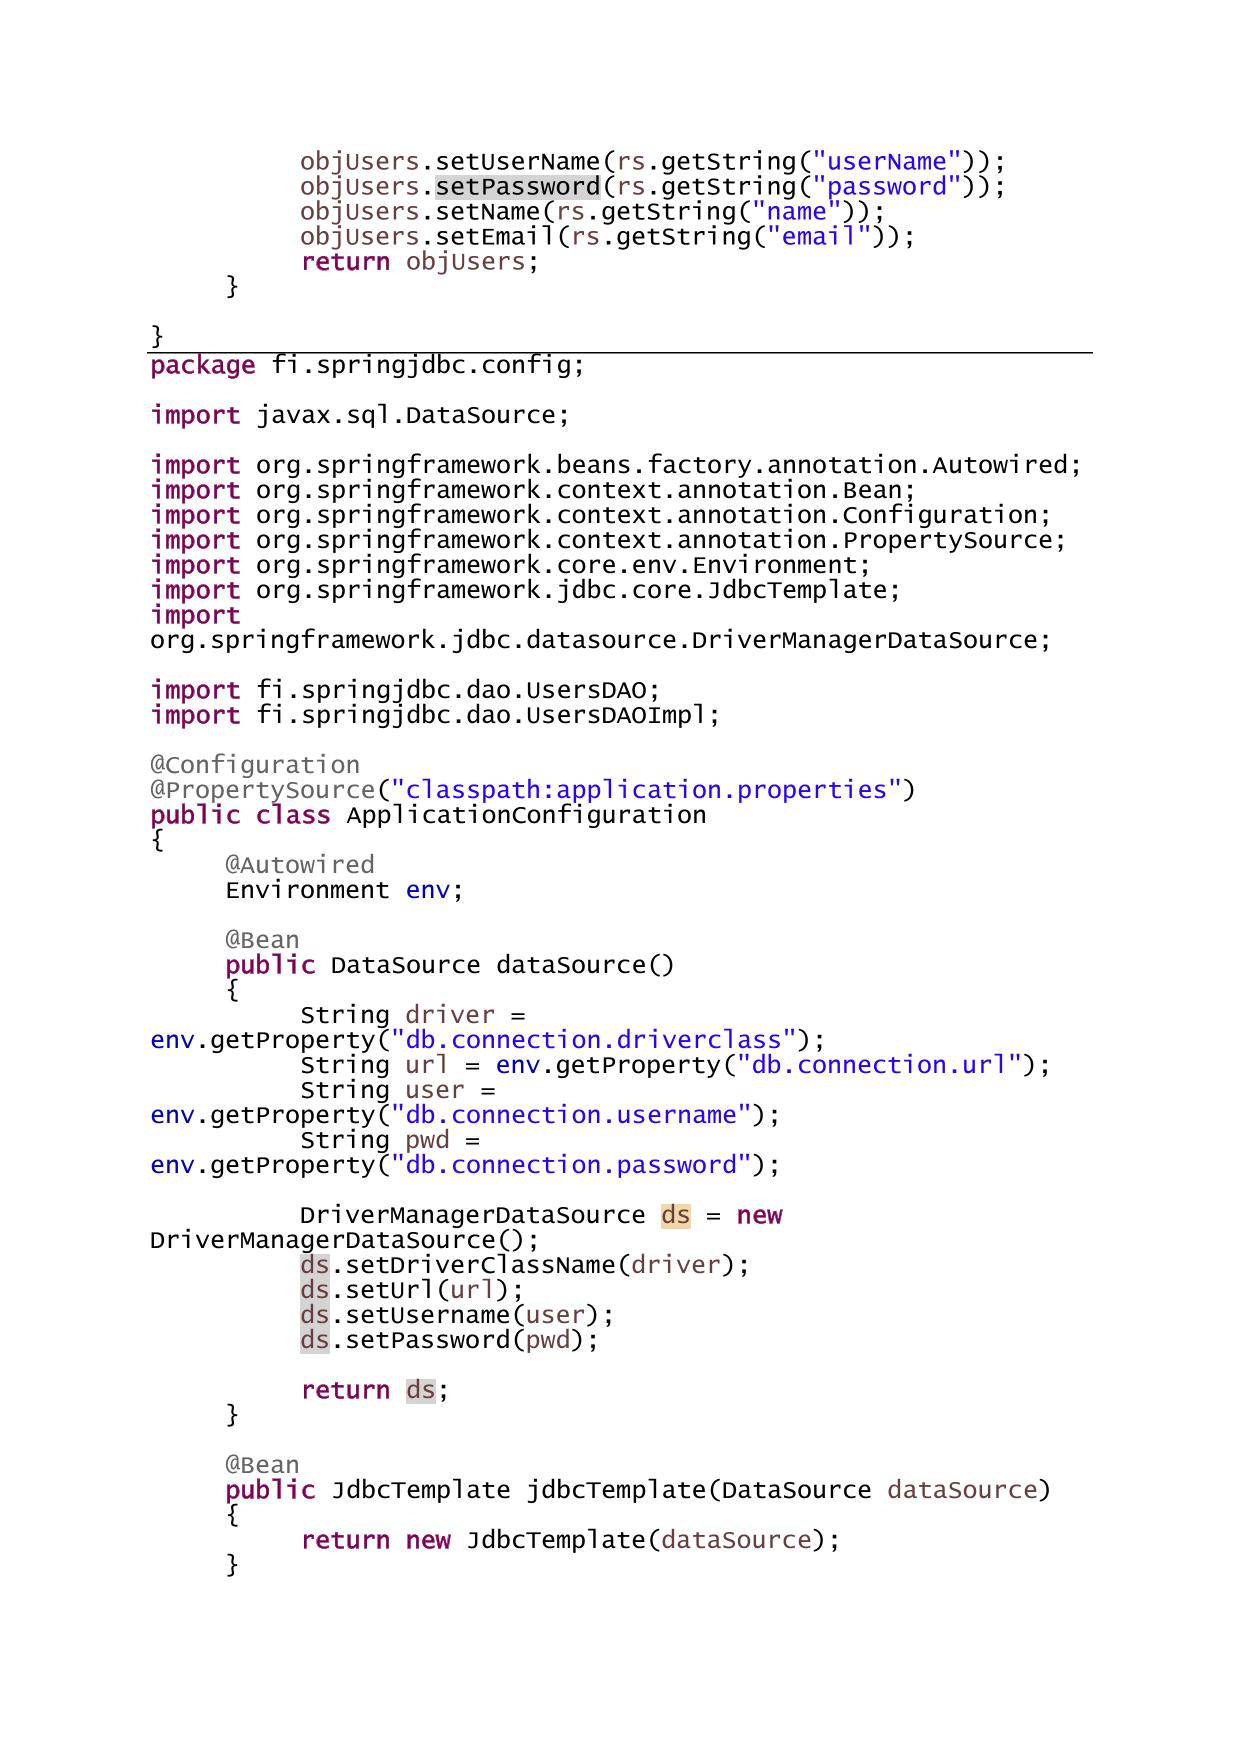 objUsers.setUserName(rs.getString("userName"));
objUsers.setPassword(rs.getString("password"));
objUsers.setName(rs.getString("name"));
objUsers.setEmail(rs.getString("email"));
return objUsers;
}
}
package fi.springjdbc.config;
import javax.sql.DataSource;
import org.springframework.beans.factory.annotation.Autowired;
import org.springframework.context.annotation.Bean;
import org.springframework.context.annotation.Configuration;
import org.springframework.context.annotation.PropertySource;
import org.springframework.core.env.Environment;
import org.springframework.jdbc.core.JdbcTemplate;
import
org.springframework.jdbc.datasource.DriverManagerDataSource;
import fi.springjdbc.dao.UsersDAO;
import fi.springjdbc.dao.UsersDAOImpl;
@Configuration
@PropertySource("classpath:application.properties")
public class ApplicationConfiguration
{
@Autowired
Environment env;
@Bean
public DataSource dataSource()
{
String driver =
env.getProperty("db.connection.driverclass");
String url = env.getProperty("db.connection.url");
String user =
env.getProperty("db.connection.username");
String pwd =
env.getProperty("db.connection.password");
DriverManagerDataSource ds = new
DriverManagerDataSource();
ds.setDriverClassName(driver);
ds.setUrl(url);
ds.setUsername(user);
ds.setPassword(pwd);
return ds;
}
@Bean
public JdbcTemplate jdbcTemplate(DataSource dataSource)
{
return new JdbcTemplate(dataSource);
}